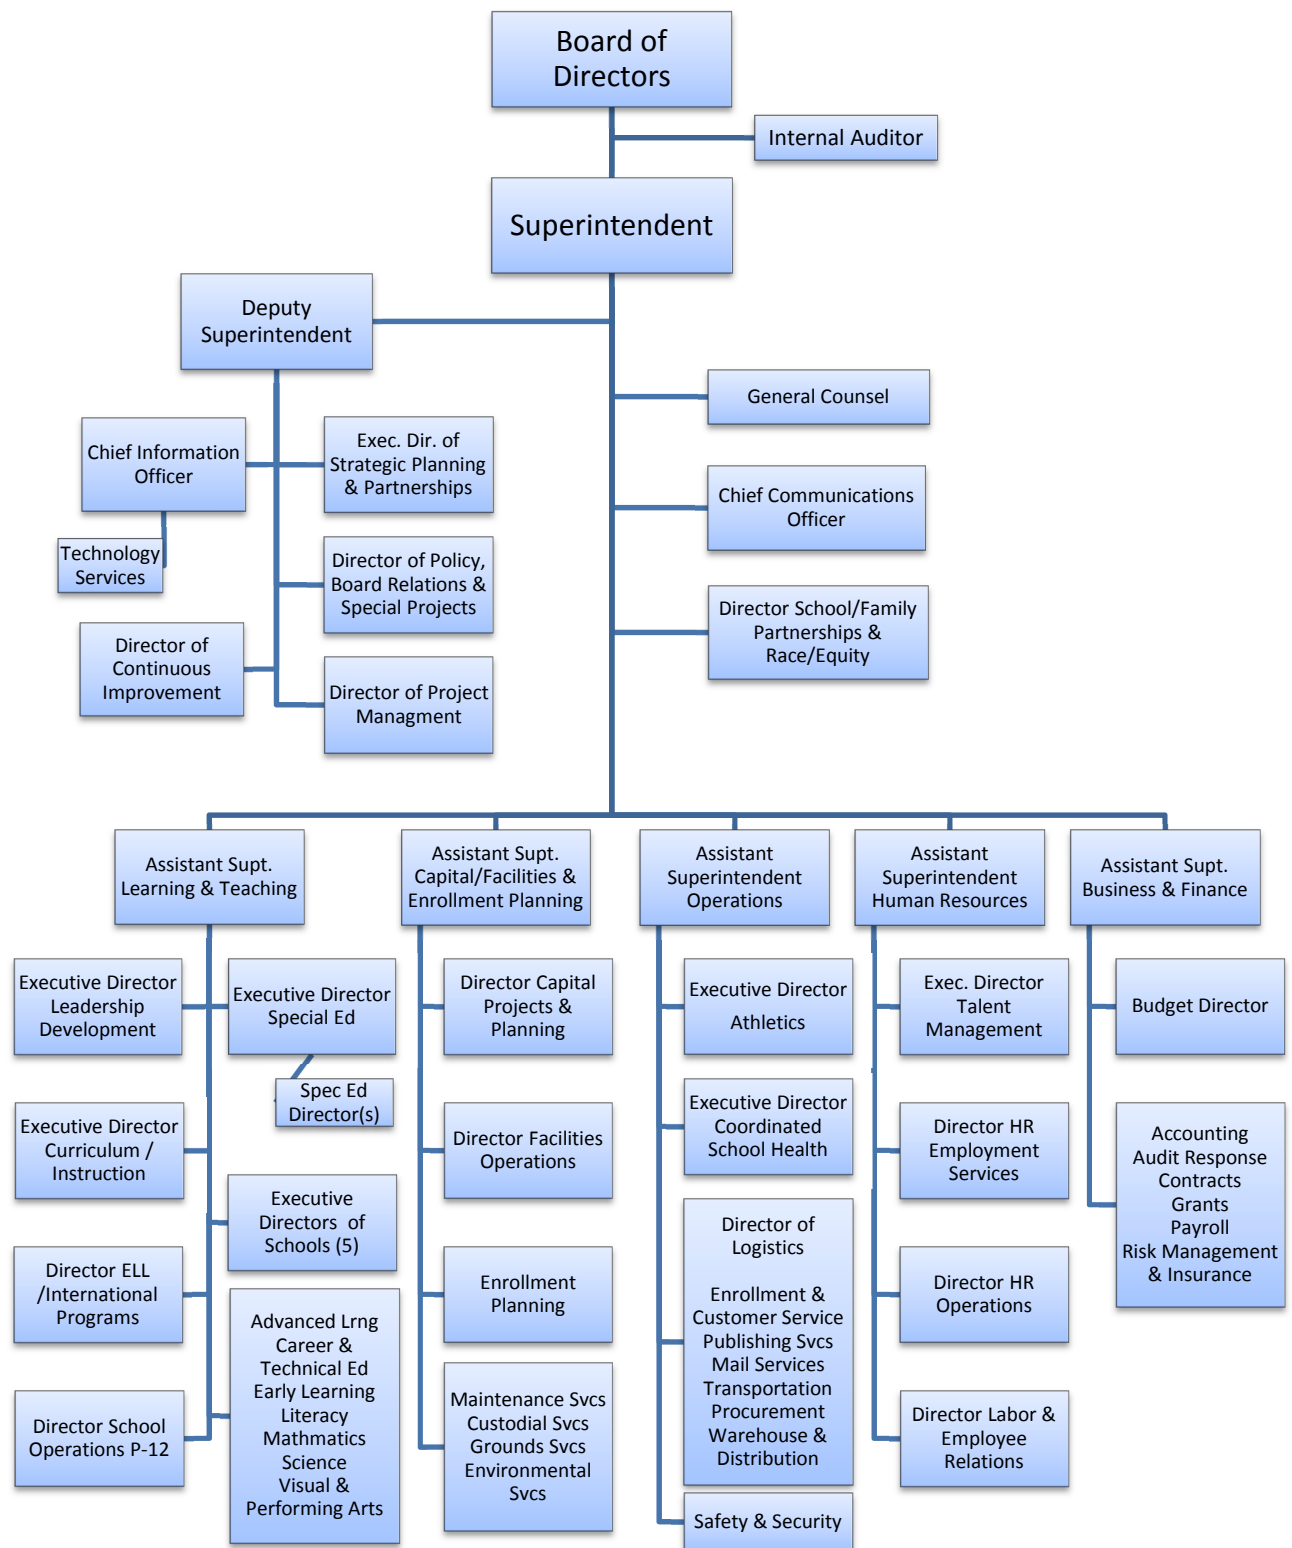 Board of
Directors
Internal Auditor
Superintendent
Deputy
Superintendent
General Counsel
Chief Information
Officer
Exec. Dir. of
Strategic Planning
& Partnerships
Chief Communications
Officer
Technology
Services
Director of Policy,
Board Relations &
Special Projects
Director School/Family
Partnerships &
Race/Equity
Director of
Continuous
Improvement
Director of Project
Managment
Assistant Supt.
Learning & Teaching
Assistant Supt.
Capital/Facilities &
Enrollment Planning
Assistant
Superintendent
Operations
Assistant
Superintendent
Human Resources
Assistant Supt.
Business & Finance
Executive Director
Leadership
Development
Executive Director
Special Ed
Spec Ed
Director(s)
Executive Director
Curriculum /
Instruction
Executive
Directors of
Schools (5)
Director ELL
/International
Programs
Advanced Lrng
Career &
Technical Ed
Early Learning
Literacy
Mathmatics
Science
Visual &
Performing Arts
Director School
Operations P-12
Director Capital
Projects &
Planning
Director Facilities
Operations
Enrollment
Planning
Maintenance Svcs
Custodial Svcs
Grounds Svcs
Environmental
Svcs
Executive Director
Athletics
Executive Director
Coordinated
School Health
Director of
Logistics
Enrollment &
Customer Service
Publishing Svcs
Mail Services
Transportation
Procurement
Warehouse &
Distribution
Safety & Security
Exec. Director
Talent
Management
Director HR
Employment
Services
Director HR
Operations
Director Labor &
Employee
Relations
Budget Director
Accounting
Audit Response
Contracts
Grants
Payroll
Risk Management
& Insurance